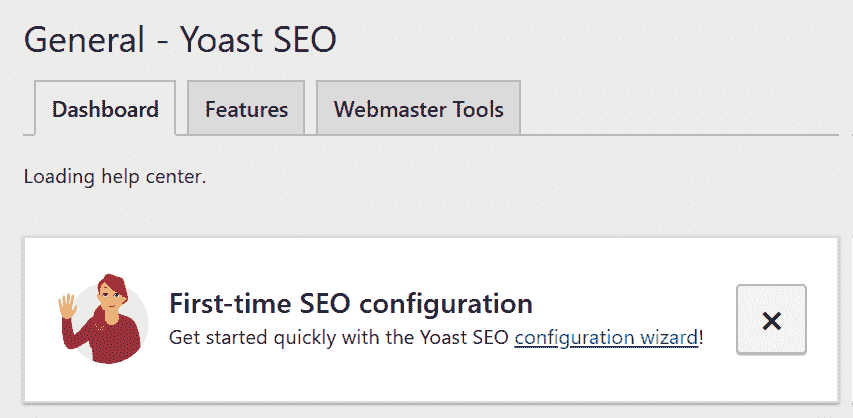 General - Yoast SEO
Dashboard Features Webmaster Tools
Loading help center.
First-time SEO configuration
Get started quickly with the Yoast SEO configuration wizard!